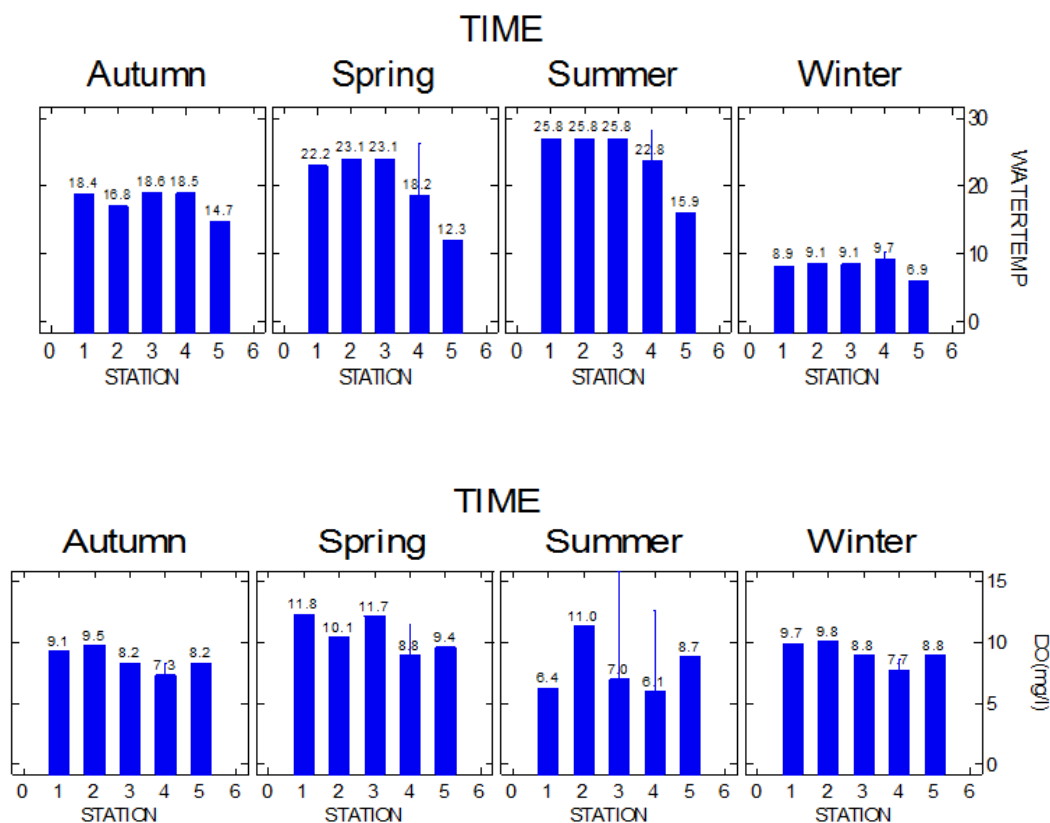 TIME
Autumn Spring Summer Winter
18.4 16.8 18.6 18.5 14.7
22.2 23.1 23.1 18.2 12.3
25.8 25.8 25.8 22.8 15.9
8.9 9.1 9.1 9.7 6.9
30
20
10
0
WATERTEMP
0 1 2 3 4 5 6 0 1 2 3 4 5 6 0 1 2 3 4 5 6 0 1 2 3 4 5 6
STATION STATION STATION STATION
TIME
Autumn Spring Summer Winter
9.1 9.5 8.2 7.3 8.2
11.8 10.1 11.7 8.8 9.4
6.4 11.0 7.0 6.1 8.7
9.7 9.8 8.8 7.7 8.8
15
10
5
0
DO(mg/l)
0 1 2 3 4 5 6 0 1 2 3 4 5 6 0 1 2 3 4 5 6 0 1 2 3 4 5 6
STATION STATION STATION STATION